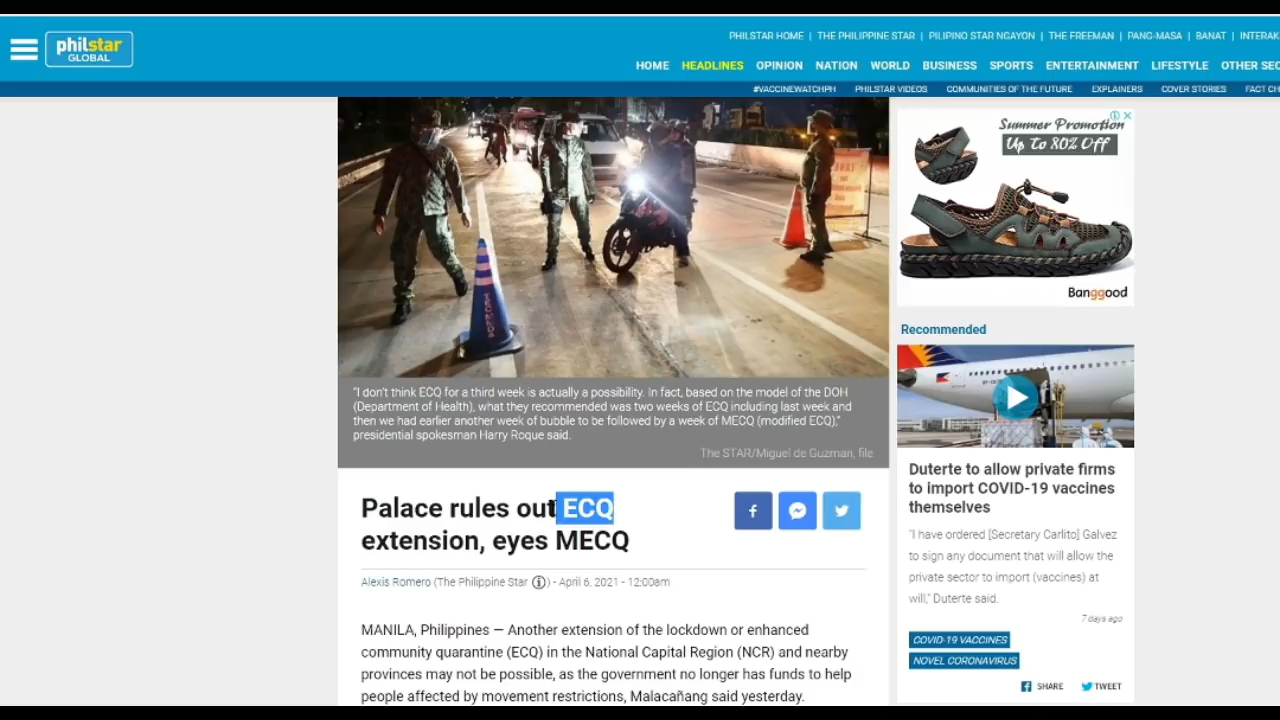 philstar
GLOBAL
PHILSTAR HOME | THE PHILIPPINE STAR | PILIPINO STAR NGAYON | THE FREEMAN | PANG-MASA | BANAT |
HOME HEADLINES OPINION NATION WORLD BUSINESS SPORTS ENTERTAINMENT LIFESTYLE OTHER
#VACCINEWATCHPH PHILSTAR VIDEOS COMMUNITIES OF THE FUTURE EXPLAINERS COVER STORIES FACT
"I don't think ECQ for a third week is actually a possibility. In fact, based on the model of the DOH
(Department of Health), what they recommended was two weeks of ECQ including last week and
then we had earlier another week of bubble to be followed by a week of MECQ (modified ECQ),"
presidential spokesman Harry Roque said.
The STAR/Miguel de Guzman, file
Palace rules out ECQ
extension, eyes MECQ
Alexis Romero (The Philippine Star ) - April 6, 2021 - 12:00am
MANILA, Philippines — Another extension of the lockdown or enhanced
community quarantine (ECQ) in the National Capital Region (NCR) and nearby
provinces may not be possible, as the government no longer has funds to help
people affected by movement restrictions, Malacañang said yesterday.
Summer Promotion
Up To 80% Off
Banggood
Recommended
Duterte to allow private firms
to import COVID-19 vaccines
themselves
"I have ordered [Secretary Carlito] Galvez
to sign any document that will allow the
private sector to import (vaccines) at
will," Duterte said.
7 days ago
COVID-19 VACCINES
NOVEL CORONAVIRUS
SHARE TWEET